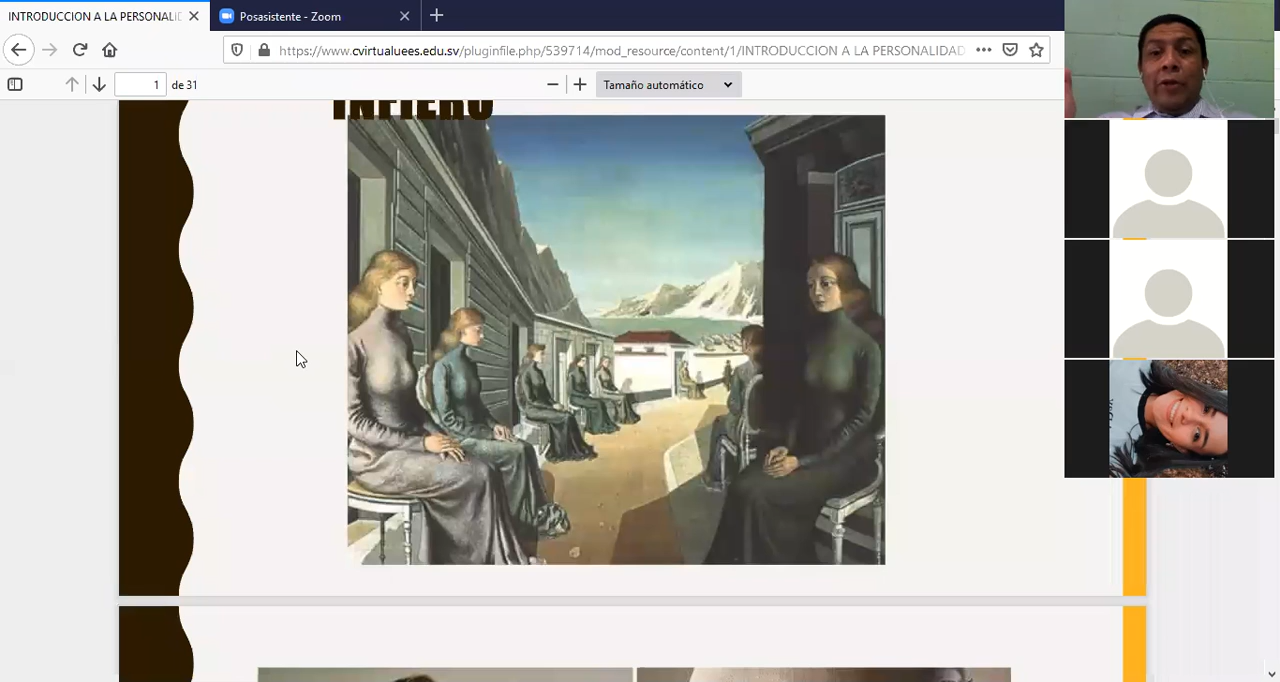 INTRODUCCION A LA PERSONALID
Posasistente - Zoom
https://www.cvirtualuees.edu.sv/pluginfile.php/539714/mod_resource/content/1/INTRODUCCION A LA PERSONALIDAD
1 de 31
Tamaño automático
INFIERO